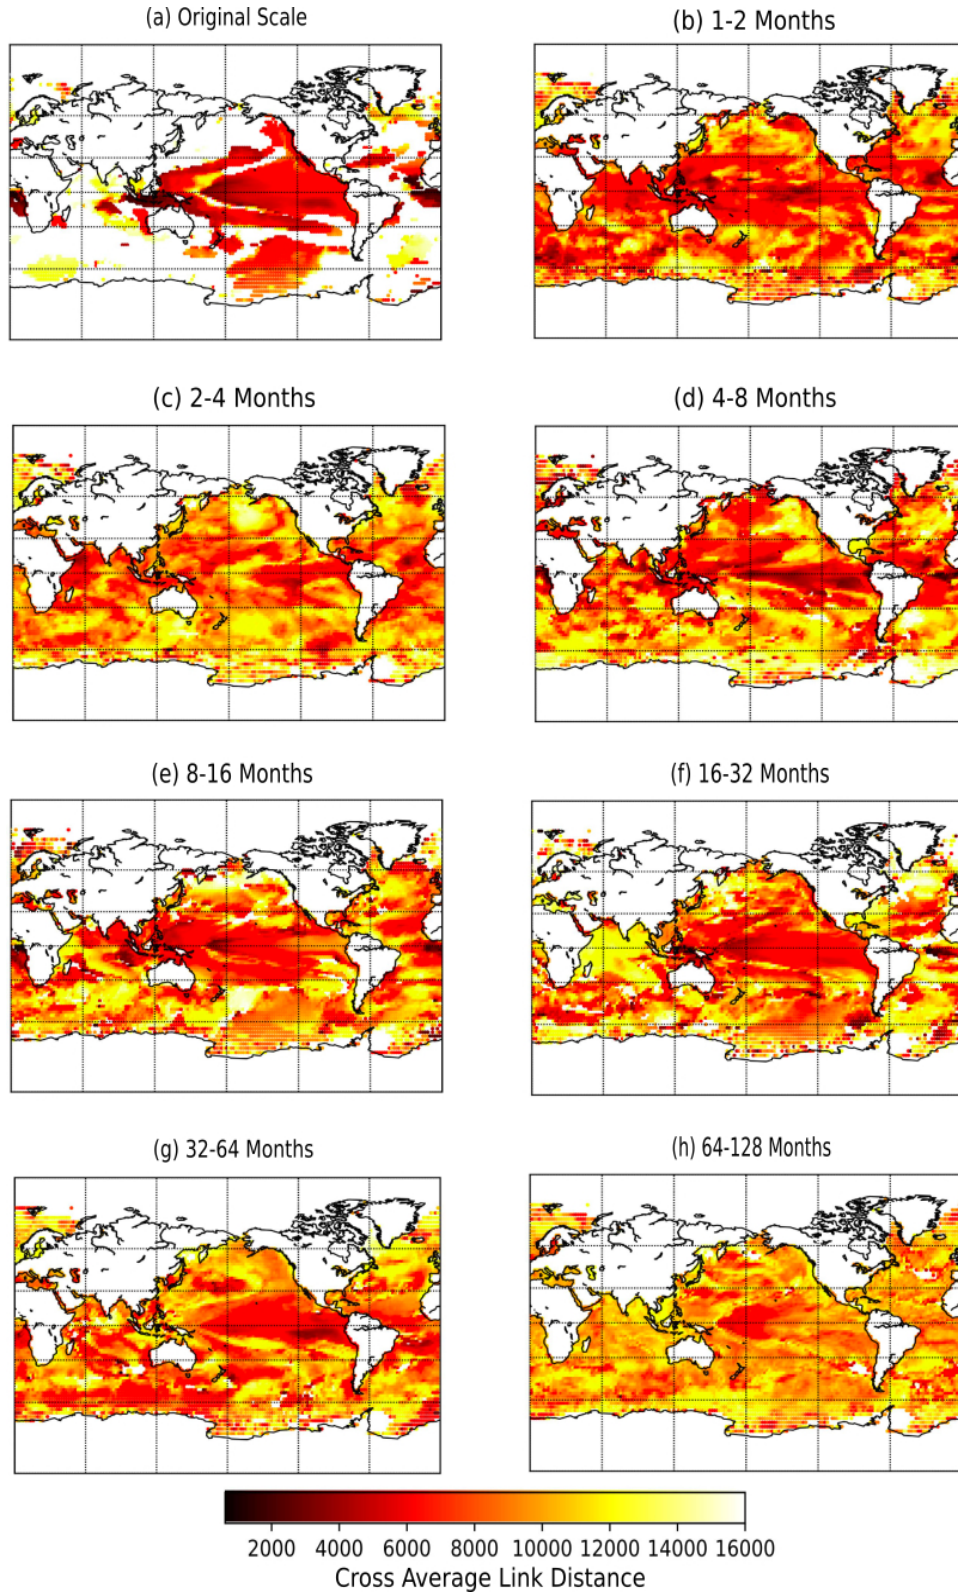 (a) Original Scale
(b) 1-2 Months
(c) 2-4 Months
(d) 4-8 Months
(e) 8-16 Months
(f) 16-32 Months
(g) 32-64 Months
(h) 64-128 Months
2000 4000 6000 8000 10000 12000 14000 16000
Cross Average Link Distance